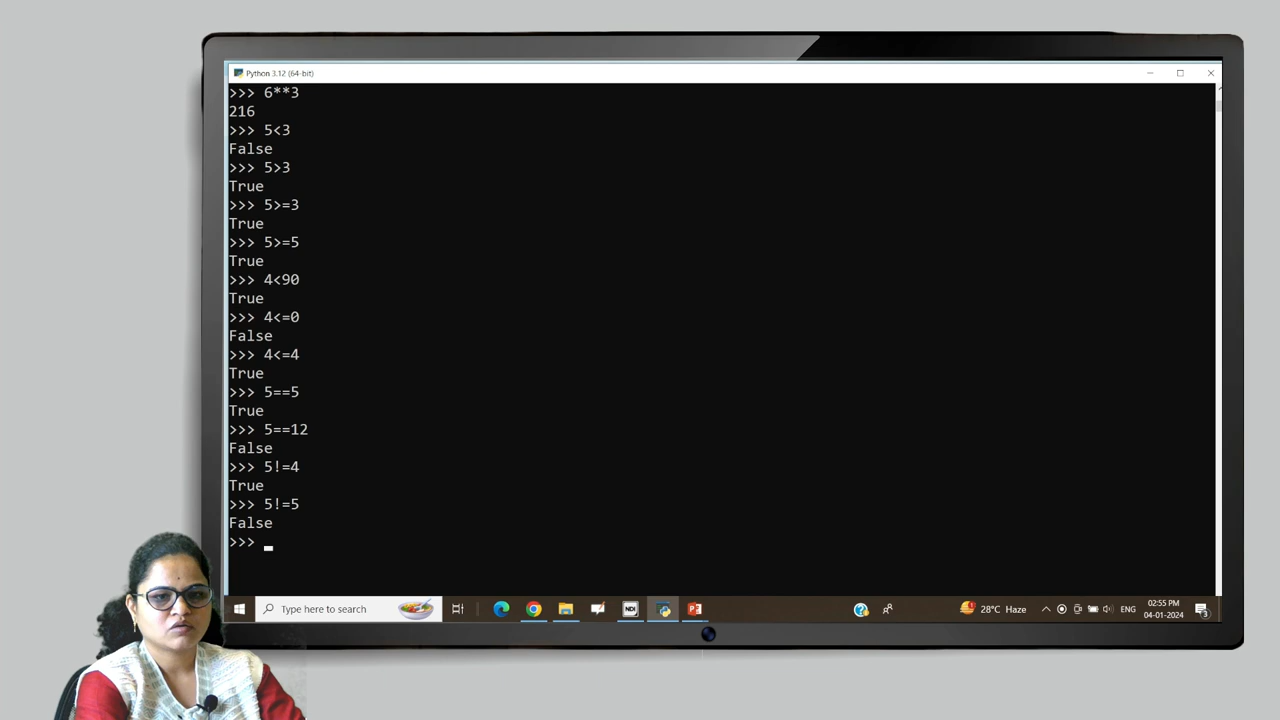 Python 3.12 (64-bit)
>>> 6**3
216
>>> 5<3
False
>>> 5>3
True
>>> 5>=3
True
>>> 5>=5
True
>>> 4<90
True
>>> 4<=0
False
>>> 4<=4
True
>>> 5==5
True
>>> 5==12
False
>>> 5!=4
True
>>> 5!=5
False
>>>
Type here to search
NDI
28°C Haze
ENG
02:55 PM
04-01-2024
3